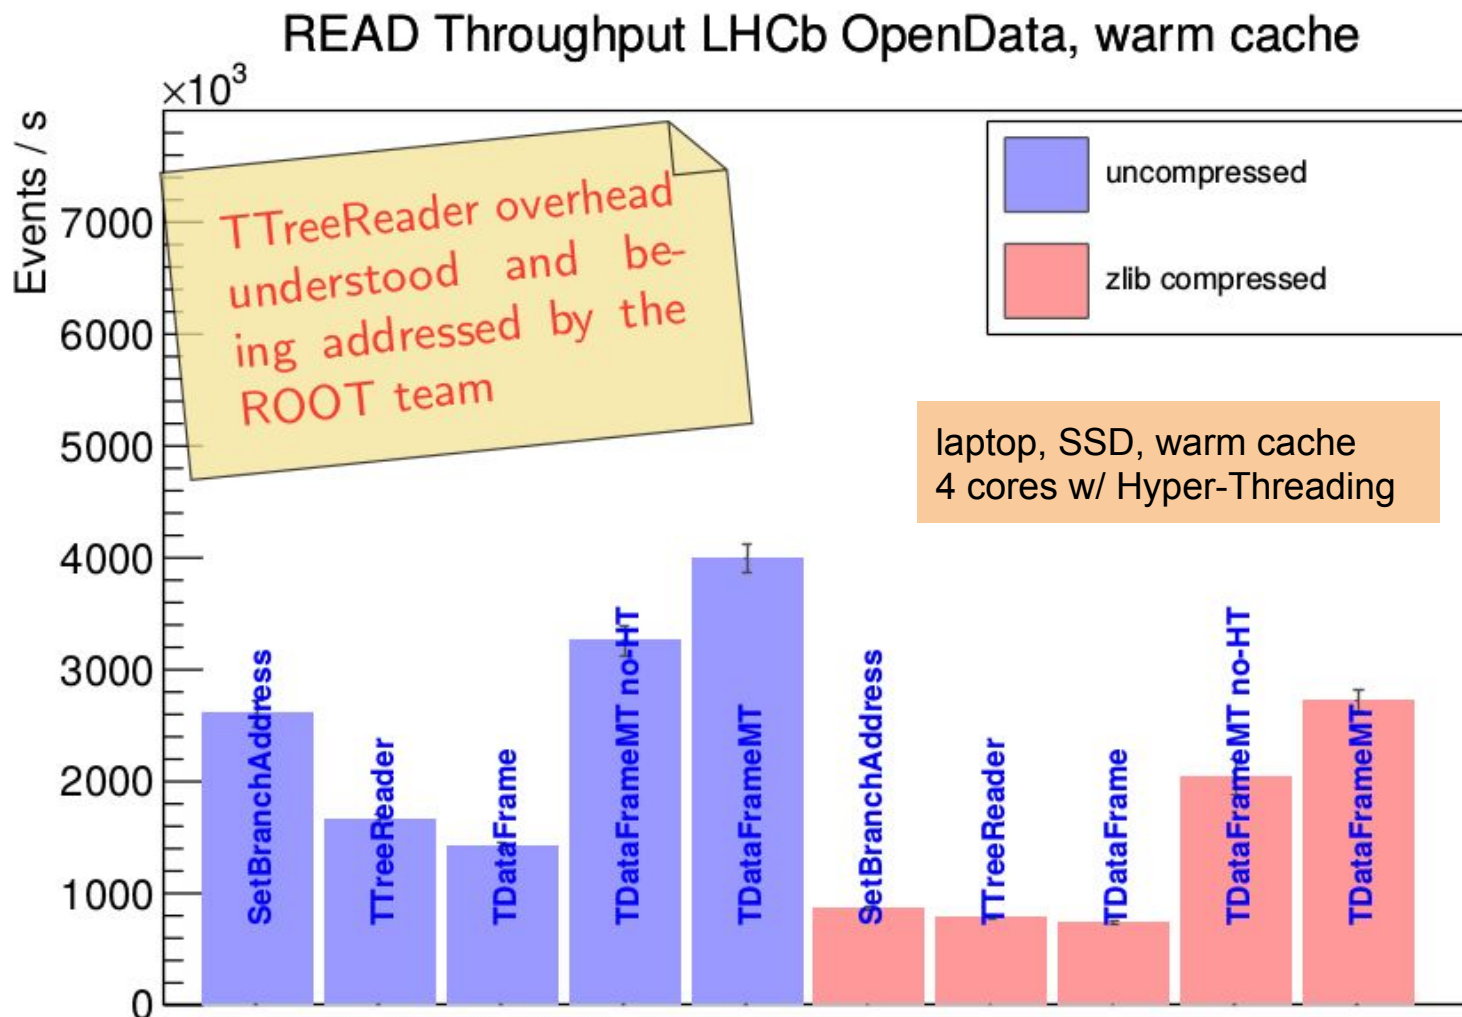 READ Throughput LHCb OpenData, warm cache
×10³
Events / s
7000
6000
5000
4000
3000
2000
1000
0
TTreeReader overhead
understood and be-
ing addressed by the
ROOT team
uncompressed
zlib compressed
laptop, SSD, warm cache
4 cores w/ Hyper-Threading
SetBranchAddress
TTreeReader
TDataFrame
TDataFrameMT no-HT
TDataFrameMT
SetBranchAddress
TTreeReader
TDataFrame
TDataFrameMT no-HT
TDataFrameMT